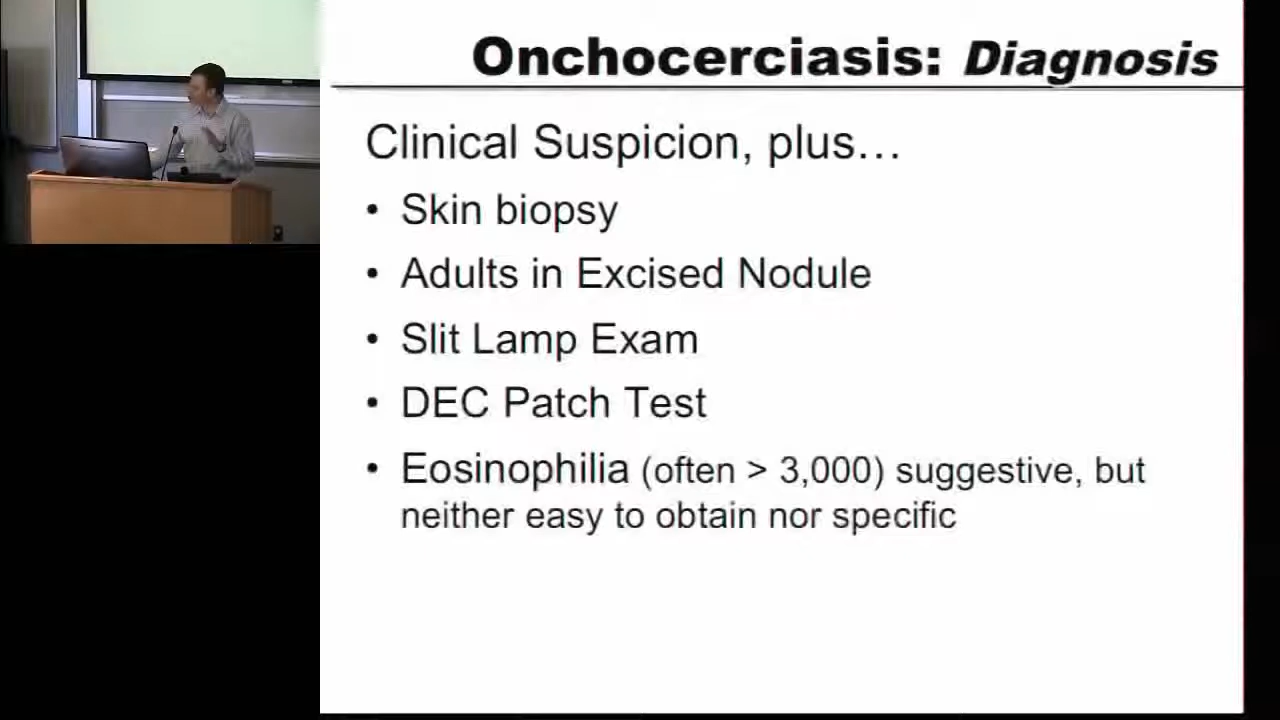 Onchocerciasis: Diagnosis
Clinical Suspicion, plus…
• Skin biopsy
• Adults in Excised Nodule
• Slit Lamp Exam
• DEC Patch Test
• Eosinophilia (often > 3,000) suggestive, but
neither easy to obtain nor specific